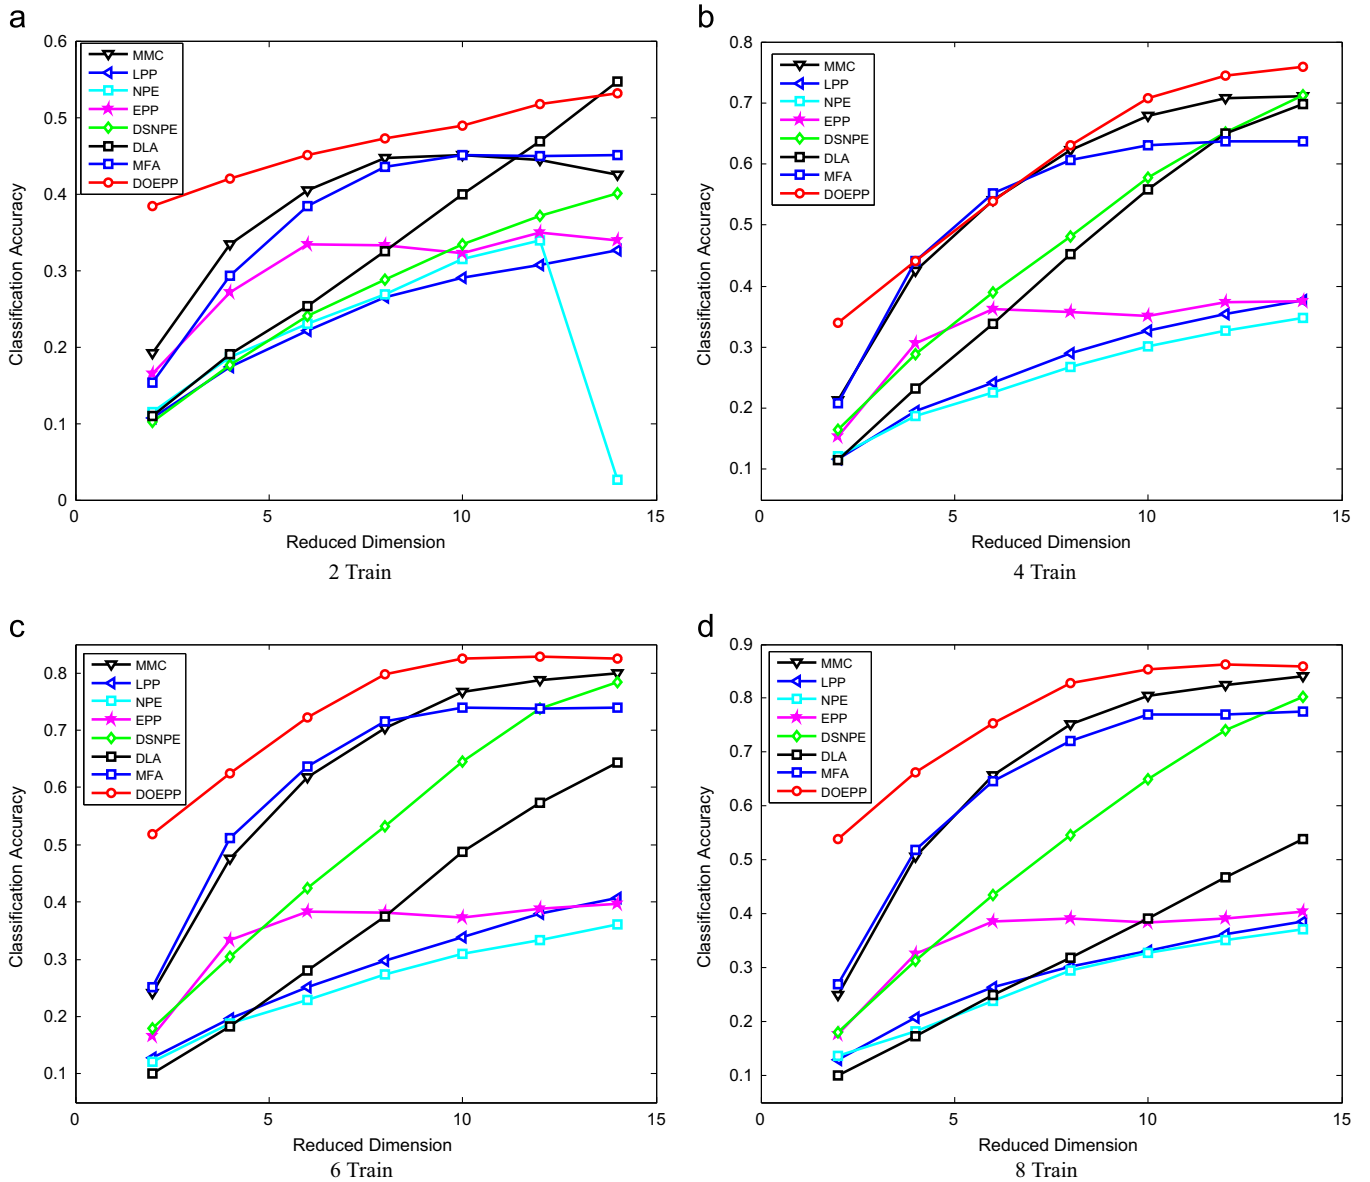 a
0.6
0.5
0.4
0.3
0.2
0.1
0
Classification Accuracy
MMC
LPP
NPE
EPP
DSNPE
DLA
MFA
DOEPP
0 5 10 15
Reduced Dimension
2 Train
b
0.8
0.7
0.6
0.5
0.4
0.3
0.2
0.1
Classification Accuracy
MMC
LPP
NPE
EPP
DSNPE
DLA
MFA
DOEPP
0 5 10 15
Reduced Dimension
4 Train
c
0.8
0.7
0.6
0.5
0.4
0.3
0.2
0.1
Classification Accuracy
MMC
LPP
NPE
EPP
DSNPE
DLA
MFA
DOEPP
0 5 10 15
Reduced Dimension
6 Train
d
0.9
0.8
0.7
0.6
0.5
0.4
0.3
0.2
0.1
Classification Accuracy
MMC
LPP
NPE
EPP
DSNPE
DLA
MFA
DOEPP
0 5 10 15
Reduced Dimension
8 Train